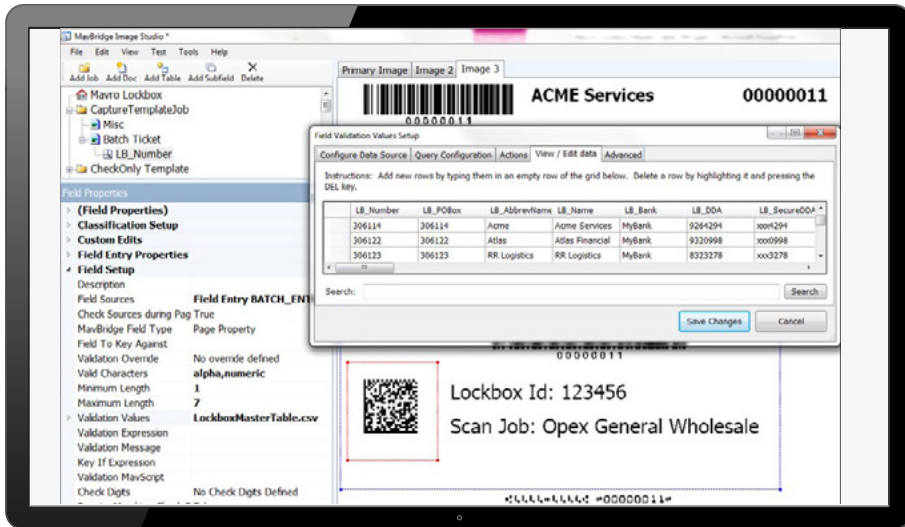 MavBridge Image Studio *
File Edit View Test Tools Help
Add Job Add Doc Add Table Add Subfield Delete
Mavro Lockbox
CaptureTemplateJob
Misc
Batch Ticket
LB_Number
CheckOnly Template
Field Properties
(Field Properties)
Classification Setup
Custom Edits
Field Entry Properties
Field Setup
Description
Field Sources Field Entry BATCH_ENT
Check Sources during Pag True
MavBridge Field Type Page Property
Field To Key Against
Validation Override No override defined
Valid Characters alpha,numeric
Minimum Length 1
Maximum Length 7
Validation Values LockboxMasterTable.csv
Validation Expression
Validation Message
Key If Expression
Validation MavScript
Check Digits No Check Digits Defined
Primary Image Image 2 Image 3
ACME Services 00000011
00000011
Field Validation Values Setup
Configure Data Source Query Configuration Actions View / Edit data Advanced
Instructions: Add new rows by typing them in an empty row of the grid below. Delete a row by highlighting it and pressing the
DEL key.
LB_Number LB_POBox LB_AbbrevName LB_Name LB_Bank LB_DDA LB_SecureDDA
306114 306114 Acme Acme Services MyBank 9264294 xxx4294
306122 306122 Atlas Atlas Financial MyBank 9320998 xxx0998
306123 306123 RR Logistics RR Logistics MyBank 8323278 xxx3278
Search: Search
Save Changes Cancel
00000011
Lockbox Id: 123456
Scan Job: Opex General Wholesale